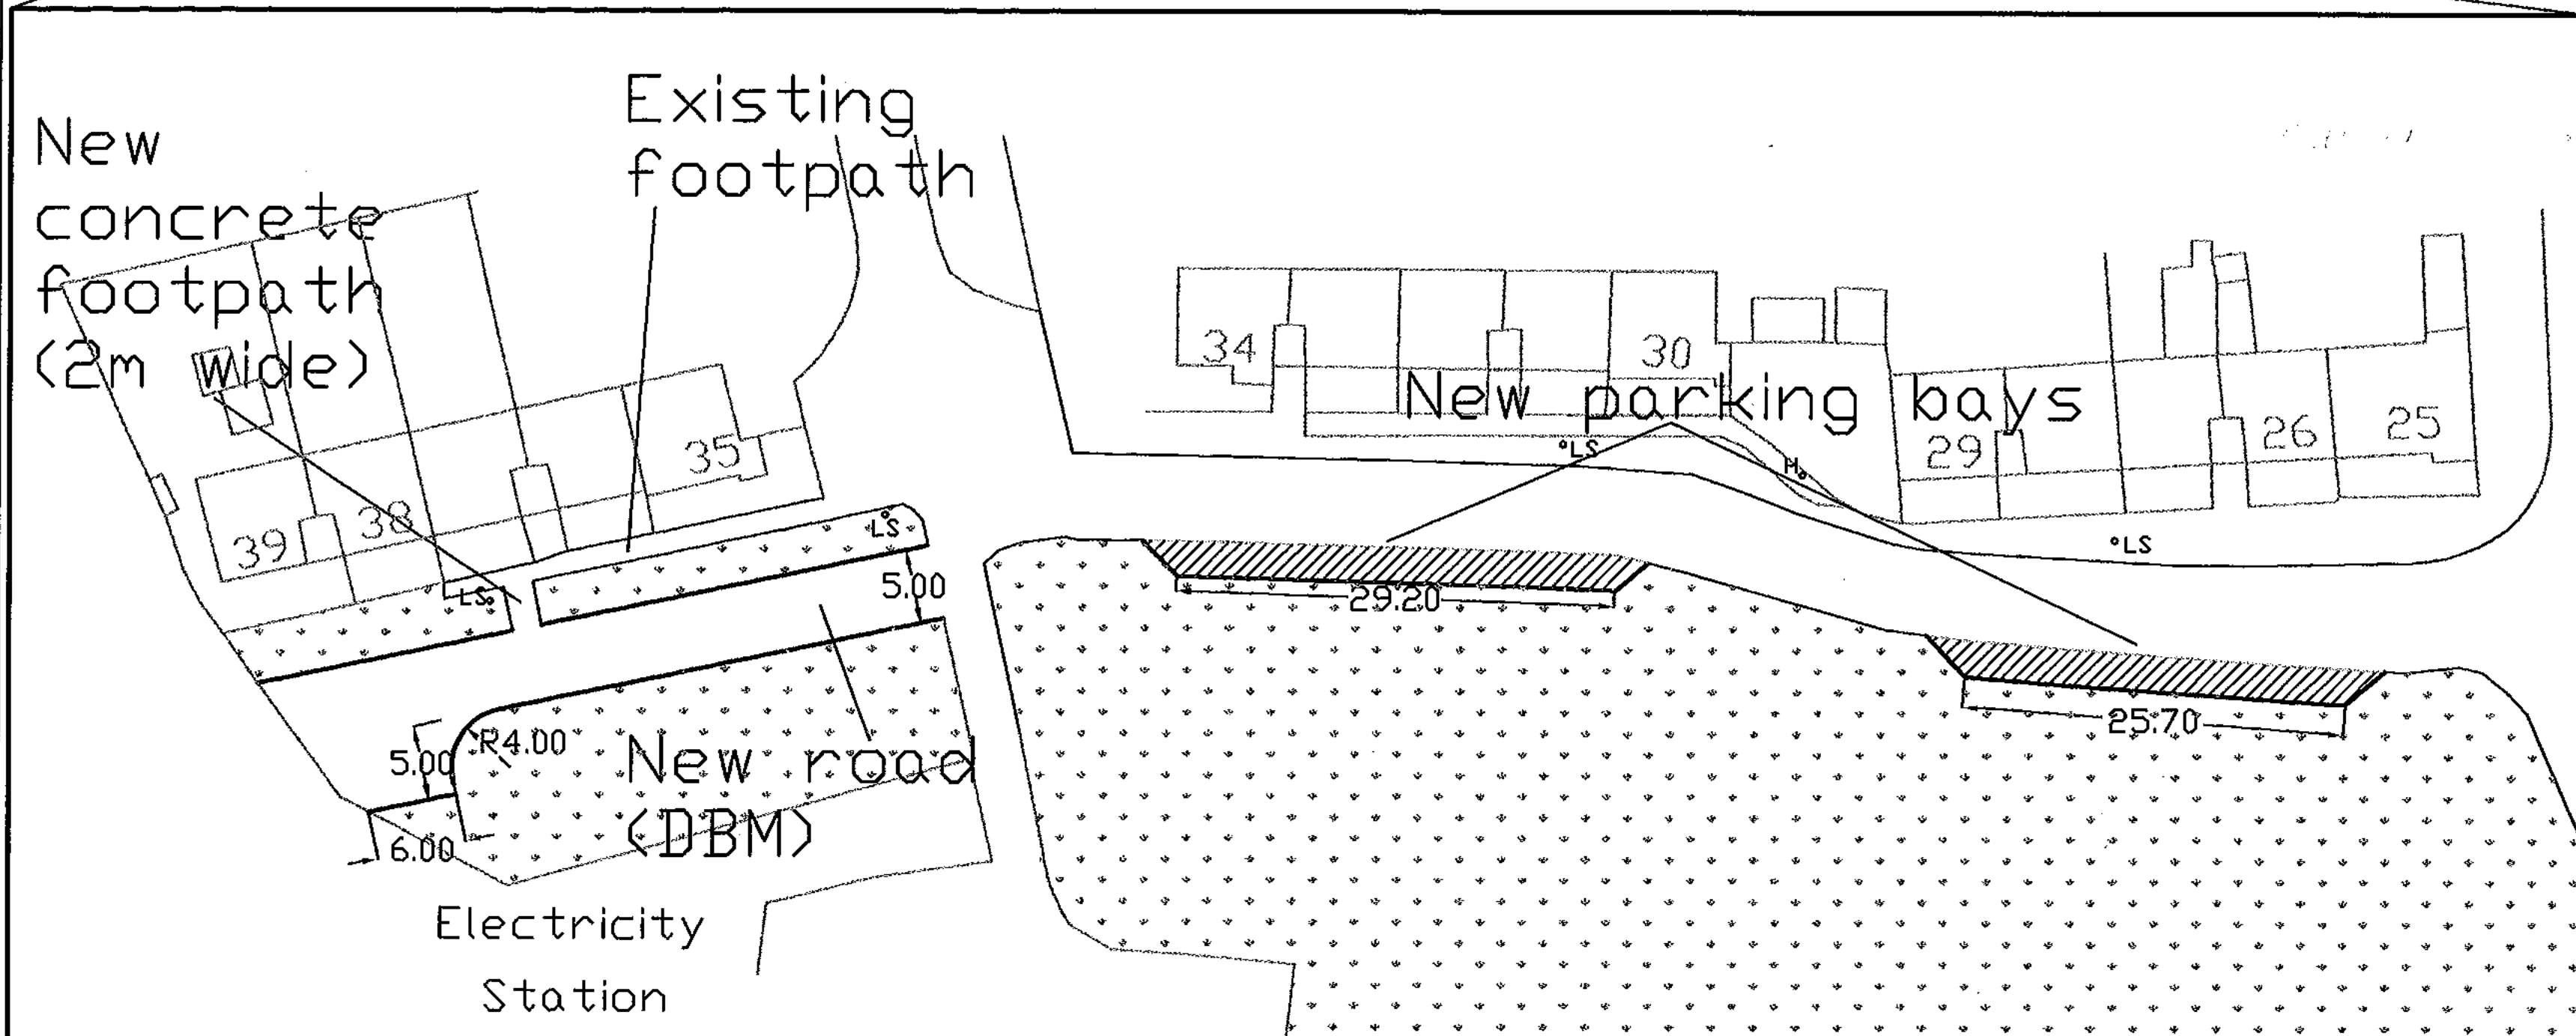 New
concrete
footpath
(2m wide)
Existing
footpath
34
30
New parking bays
29
26
25
35
39
38
LS
LS
LS
M
LS
5.00
29.20
25.70
R4.00
5.00
6.00
New road
(DBM)
Electricity
Station